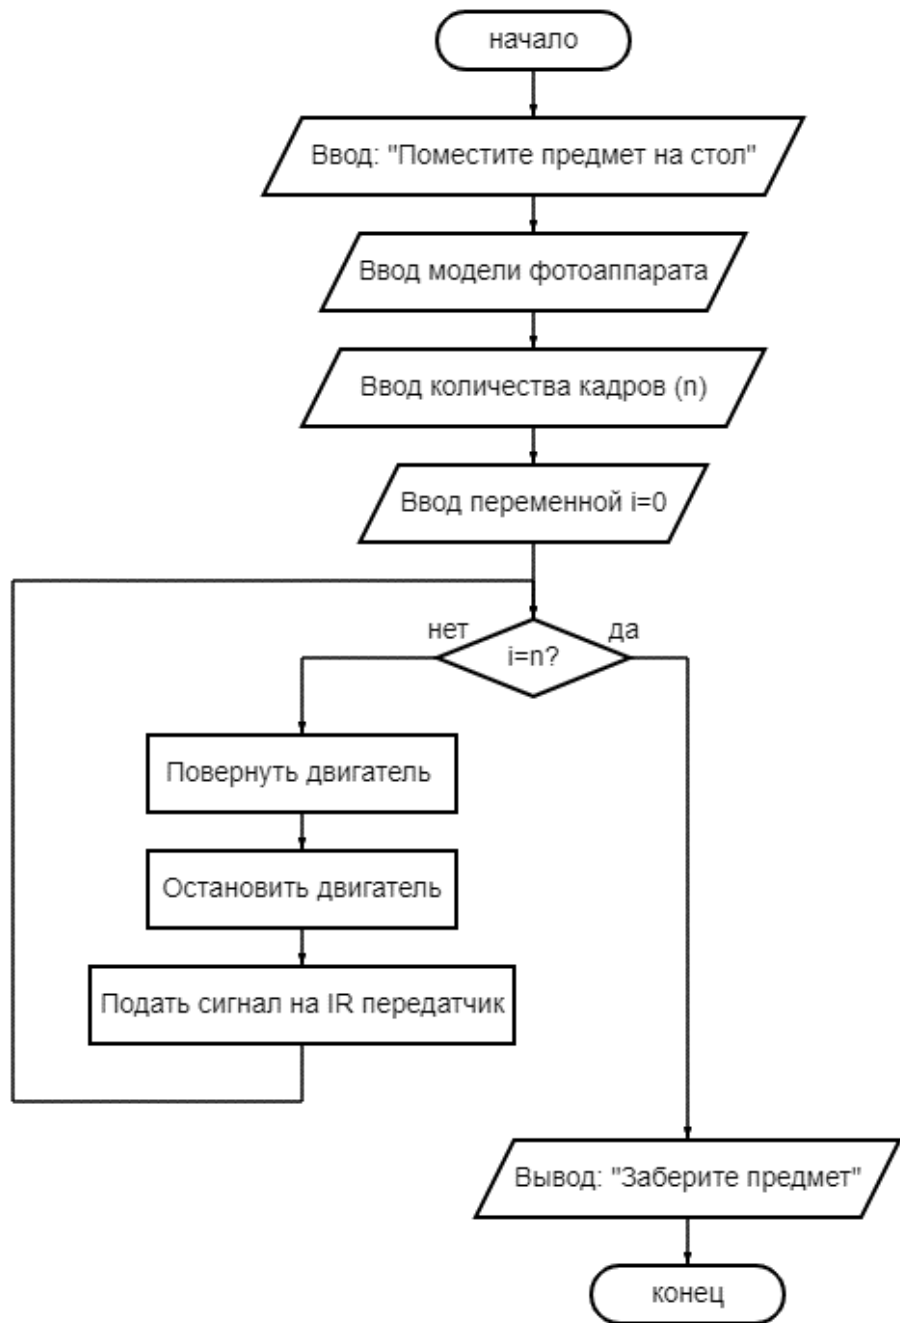 начало
Ввод: "Поместите предмет на стол"
Ввод модели фотоаппарата
Ввод количества кадров (n)
Ввод переменной i=0
нет
да
i=n?
Повернуть двигатель
Остановить двигатель
Подать сигнал на IR передатчик
Вывод: "Заберите предмет"
конец